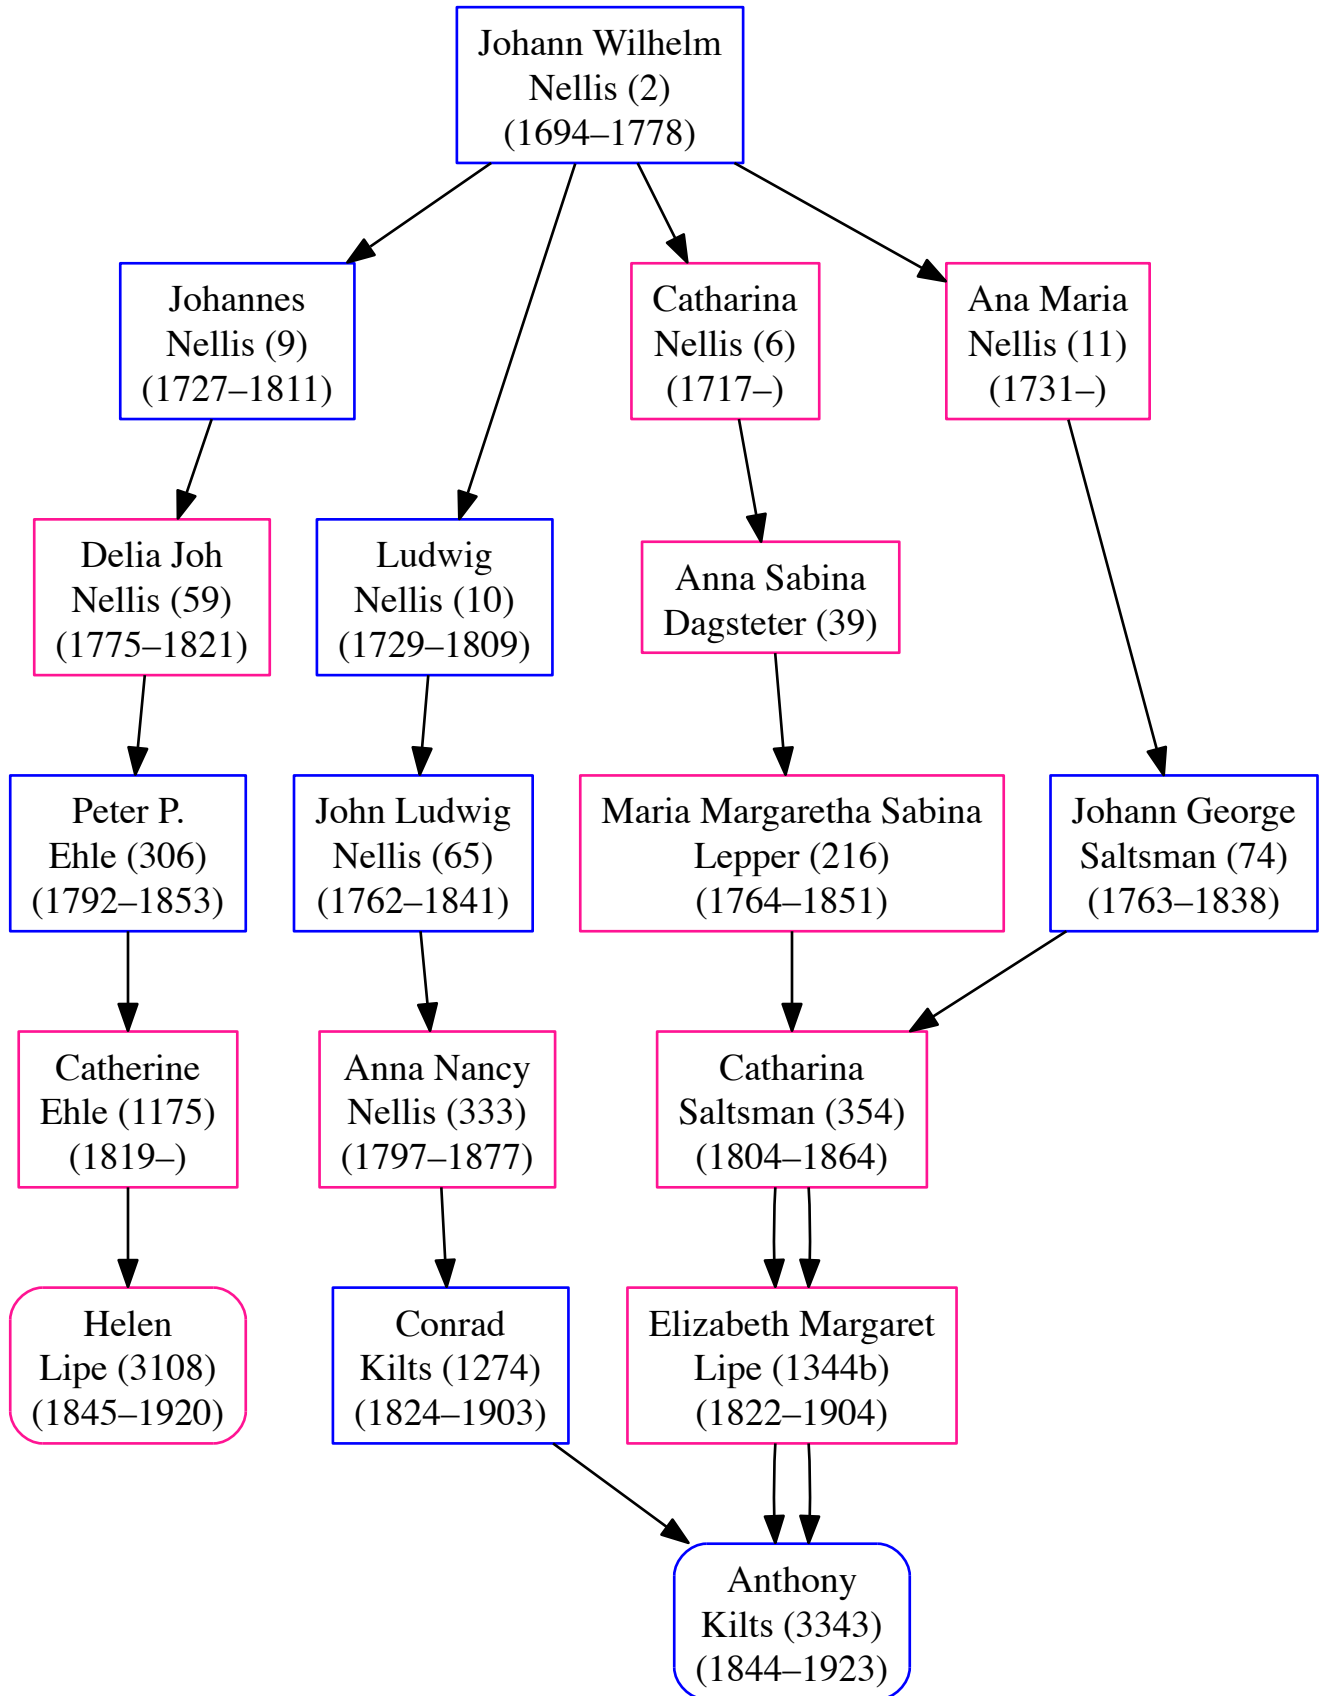 Johann Wilhelm
Nellis (2)
(1694–1778)
Johannes
Nellis (9)
(1727–1811)
Catharina
Nellis (6)
(1717–)
Ana Maria
Nellis (11)
(1731–)
Delia Joh
Nellis (59)
(1775–1821)
Ludwig
Nellis (10)
(1729–1809)
Anna Sabina
Dagsteter (39)
Peter P.
Ehle (306)
(1792–1853)
John Ludwig
Nellis (65)
(1762–1841)
Maria Margaretha Sabina
Lepper (216)
(1764–1851)
Johann George
Saltsman (74)
(1763–1838)
Catherine
Ehle (1175)
(1819–)
Anna Nancy
Nellis (333)
(1797–1877)
Catharina
Saltsman (354)
(1804–1864)
Helen
Lipe (3108)
(1845–1920)
Conrad
Kilts (1274)
(1824–1903)
Elizabeth Margaret
Lipe (1344b)
(1822–1904)
Anthony
Kilts (3343)
(1844–1923)